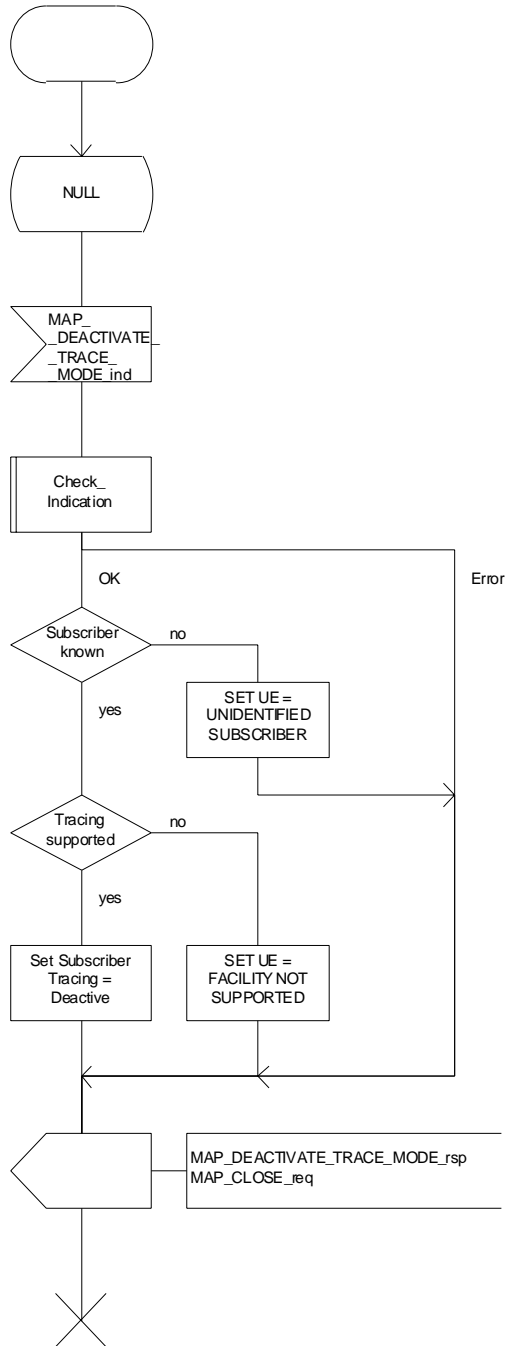 NULL
MAP_
_DEACTIVATE_
_TRACE_
_MODE_ind
Check_
Indication
OK
Error
Subscriber
known
no
yes
SET UE =
UNIDENTIFIED
SUBSCRIBER
Tracing
supported
no
yes
Set Subscriber
Tracing =
Deactive
SET UE =
FACILITY NOT
SUPPORTED
MAP_DEACTIVATE_TRACE_MODE_rsp
MAP_CLOSE_req